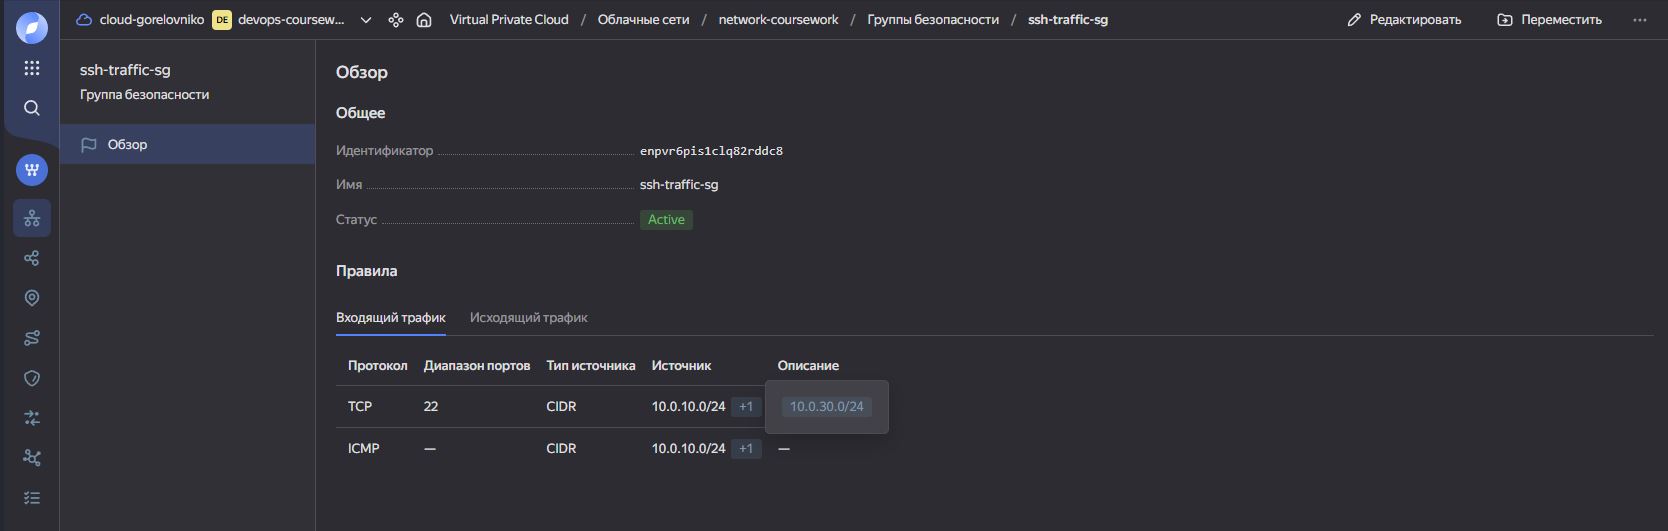 cloud-gorelovniko DE devops-coursew... Virtual Private Cloud / Облачные сети / network-coursework / Группы безопасности / ssh-traffic-sg Редактировать Переместить
ssh-traffic-sg
Группа безопасности
Обзор
Обзор
Общее
Идентификатор enpvr6pis1clq82rddc8
Имя ssh-traffic-sg
Статус Active
Правила
Входящий трафик Исходящий трафик
Протокол Диапазон портов Тип источника Источник Описание
TCP 22 CIDR 10.0.10.0/24 +1 10.0.30.0/24
ICMP — CIDR 10.0.10.0/24 +1 —